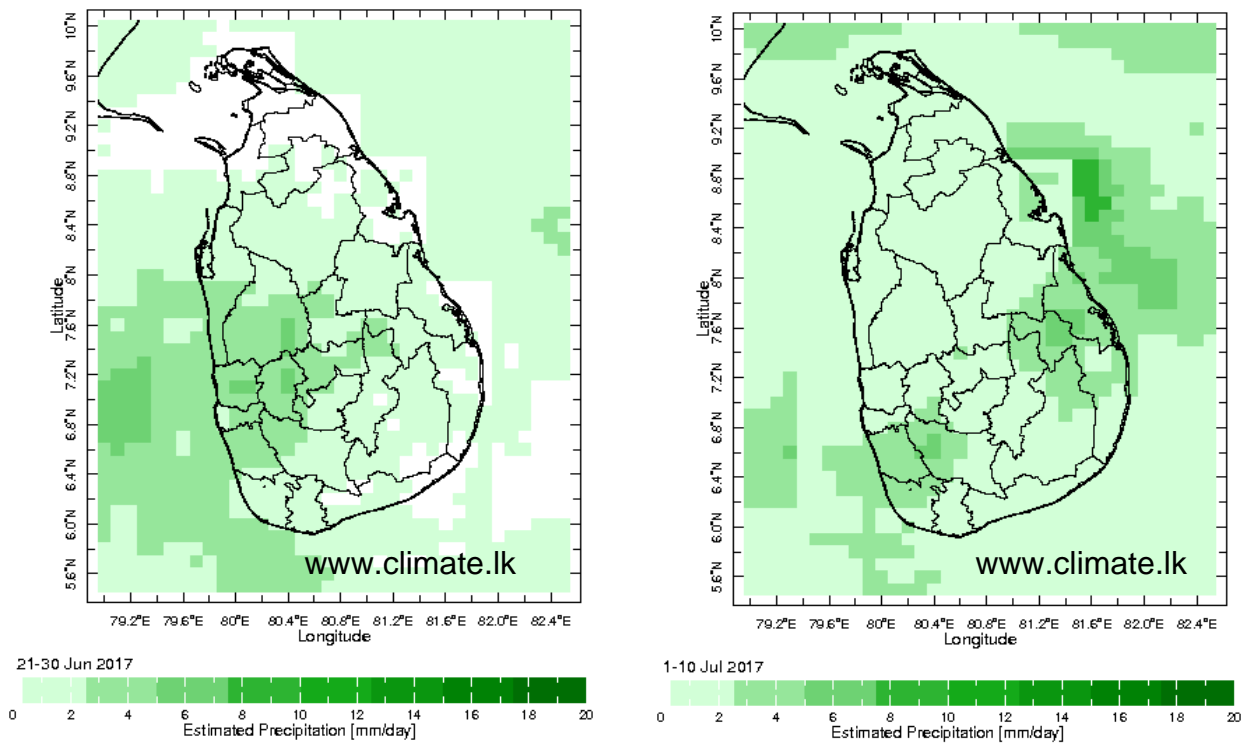 10°N
9.6°N
9.2°N
8.8°N
8.4°N
8°N
7.6°N
7.2°N
6.8°N
6.4°N
6.0°N
5.6°N
Latitude
www.climate.lk
79.2°E 79.6°E 80°E 80.4°E 80.8°E 81.2°E 81.6°E 82.0°E 82.4°E
Longitude
21-30 Jun 2017
0 2 4 6 8 10 12 14 16 18 20
Estimated Precipitation [mm/day]
10°N
9.6°N
9.2°N
8.8°N
8.4°N
8°N
7.6°N
7.2°N
6.8°N
6.4°N
6.0°N
5.6°N
Latitude
www.climate.lk
79.2°E 79.6°E 80°E 80.4°E 80.8°E 81.2°E 81.6°E 82.0°E 82.4°E
Longitude
1-10 Jul 2017
0 2 4 6 8 10 12 14 16 18 20
Estimated Precipitation [mm/day]